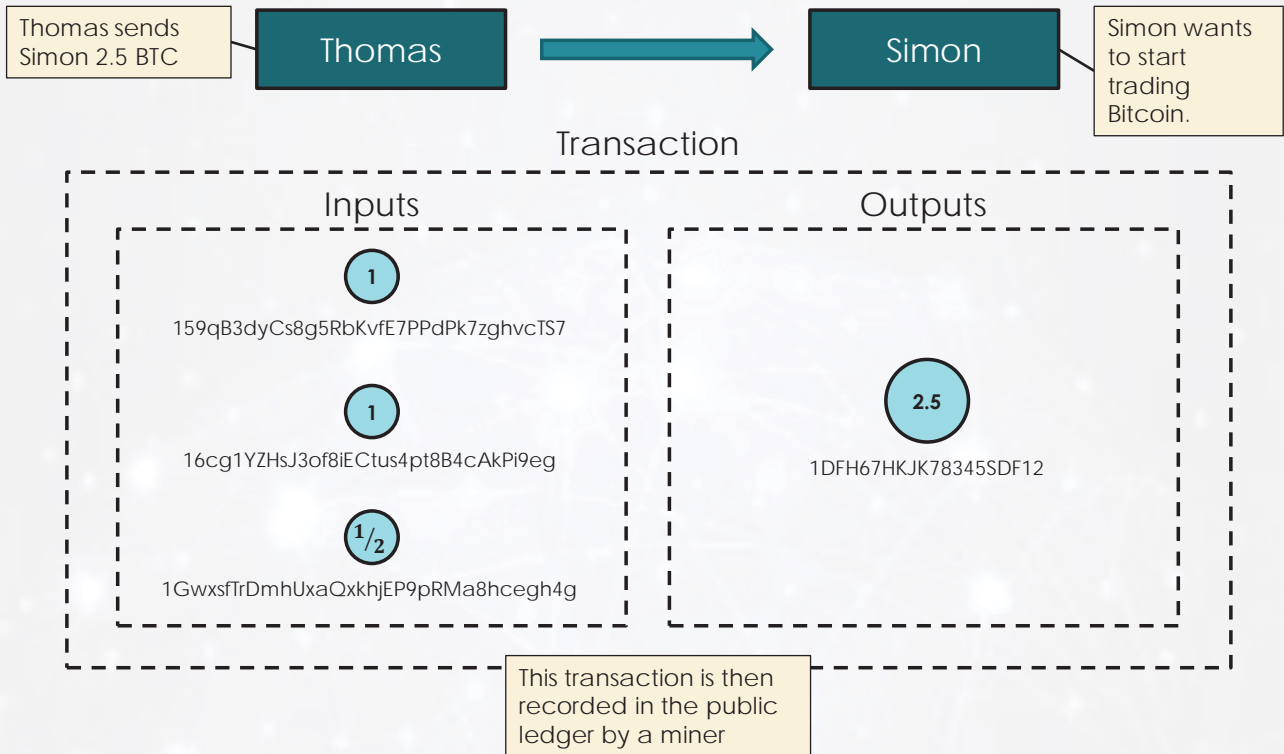 Thomas sends
Simon 2.5 BTC
Thomas
Simon
Simon wants
to start
trading
Bitcoin.
Transaction
Inputs
Outputs
1
159qB3dyCs8g5RbKvfE7PPdPk7zghvcTS7
1
16cg1YZHsJ3of8iECtus4pt8B4cAkPi9eg
1/2
1GwxsfTrDmhUxaQxkhjEP9pRMa8hcegh4g
2.5
1DFH67HKJK78345SDF12
This transaction is then
recorded in the public
ledger by a miner